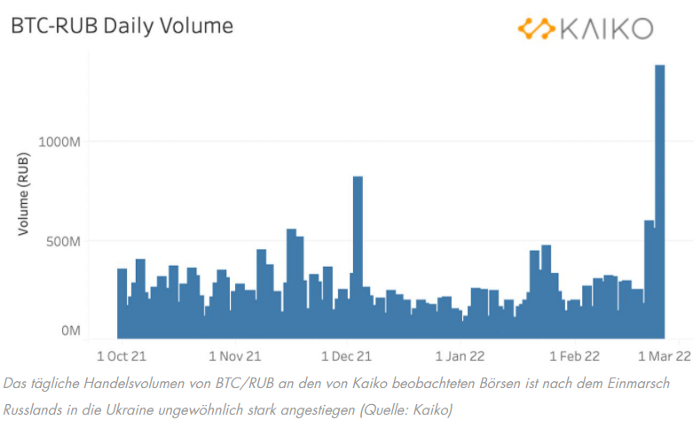 BTC-RUB Daily Volume
KAIKO
Volume (RUB)
1000M
500M
0M
1 Oct 21 1 Nov 21 1 Dec 21 1 Jan 22 1 Feb 22 1 Mar 22
Das tägliche Handelsvolumen von BTC/RUB an den von Kaiko beobachteten Börsen ist nach dem Einmarsch
Russlands in die Ukraine ungewöhnlich stark angestiegen (Quelle: Kaiko)